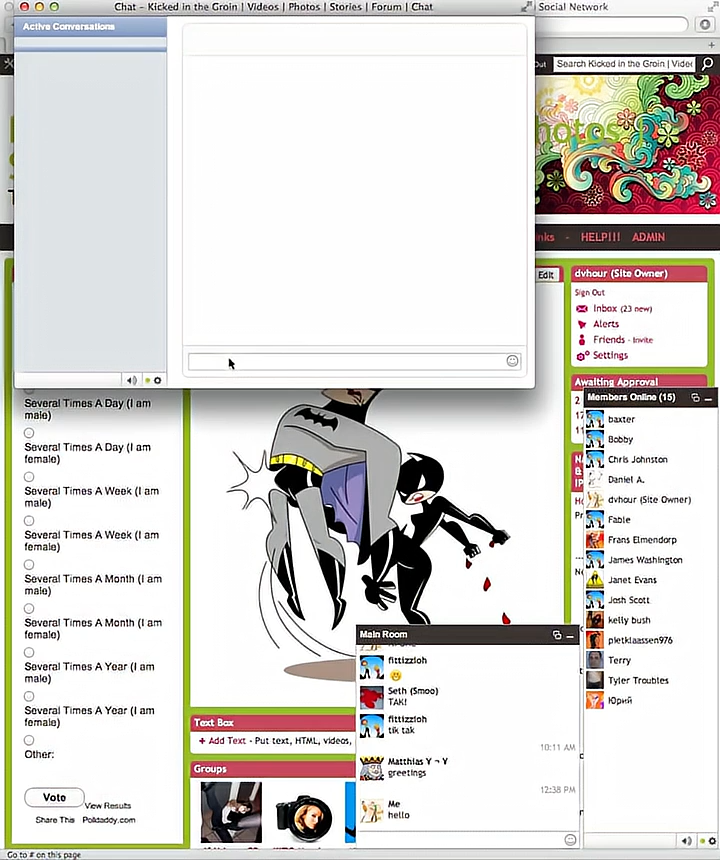 Chat – Kicked in the Groin | Videos | Photos | Stories | Forum | Chat
Social Network
Active Conversations
Out
Search Kicked in the Groin | Video
hotos
inks - HELP!!! ADMIN
Edit
dvhour (Site Owner)
Sign Out
Inbox (23 new)
Alerts
Friends - Invite
Settings
Awaiting Approval
2
17
11
Members Online (15)
baxter
Bobby
Chris Johnston
Daniel A.
dvhour (Site Owner)
Fable
Frans Elmendorp
James Washington
Janet Evans
Josh Scott
kelly bush
pietklaassen976
Terry
Tyler Troubles
Юрий
Several Times A Day (I am
male)
Several Times A Day (I am
female)
Several Times A Week (I am
male)
Several Times A Week (I am
female)
Several Times A Month (I am
male)
Several Times A Month (I am
female)
Several Times A Year (I am
male)
Several Times A Year (I am
female)
Other:
Vote
View Results
Share This
Polldaddy.com
Main Room
fittizzloh
Seth (Smoo)
TAK!
fittizzloh
tik tak
10:11 AM
Matthias Y ¬ Y
greetings
12:38 PM
Me
hello
Text Box
+ Add Text - Put text, HTML, videos,
Groups
Go to # on this page